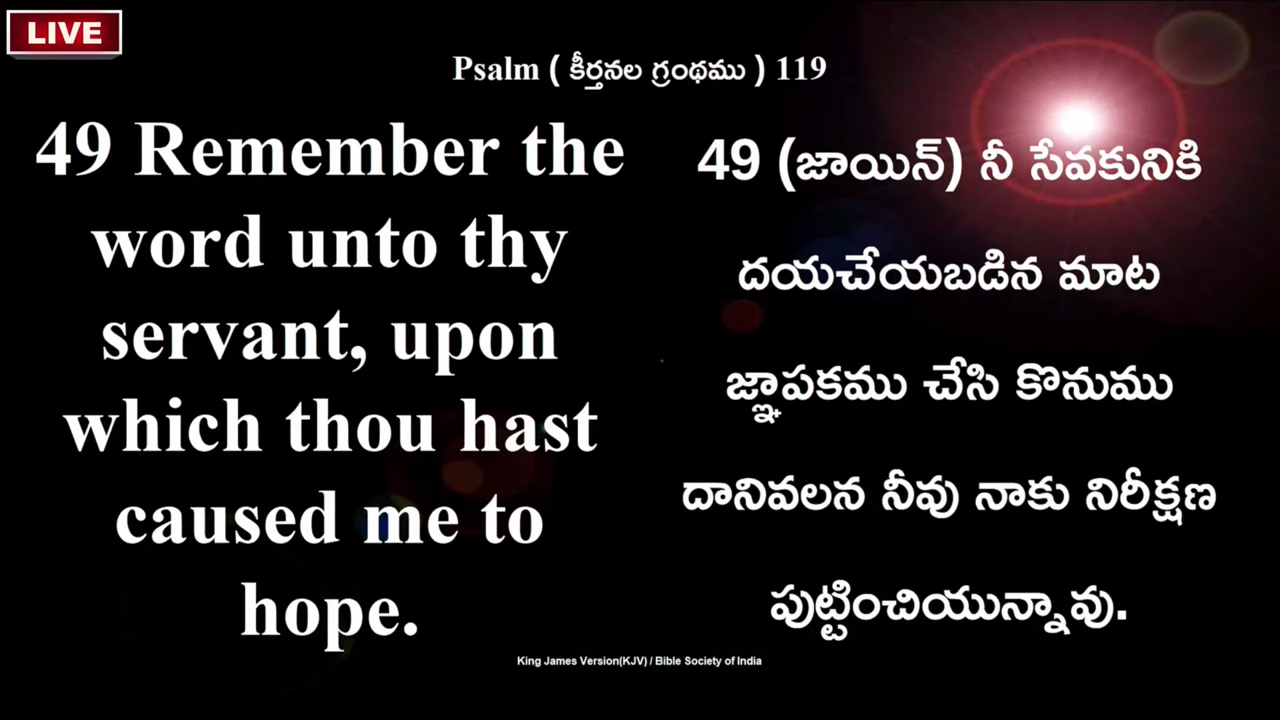 LIVE
Psalm ( కీర్తనల గ్రంథము ) 119
49 Remember the
word unto thy
servant, upon
which thou hast
caused me to
hope.
49 (జాయిన్) నీ సేవకునికి
దయచేయబడిన మాట
జ్ఞాపకము చేసి కొనుము
దానివలన నీవు నాకు నిరీక్షణ
పుట్టించియున్నావు.
King James Version(KJV) / Bible Society of India